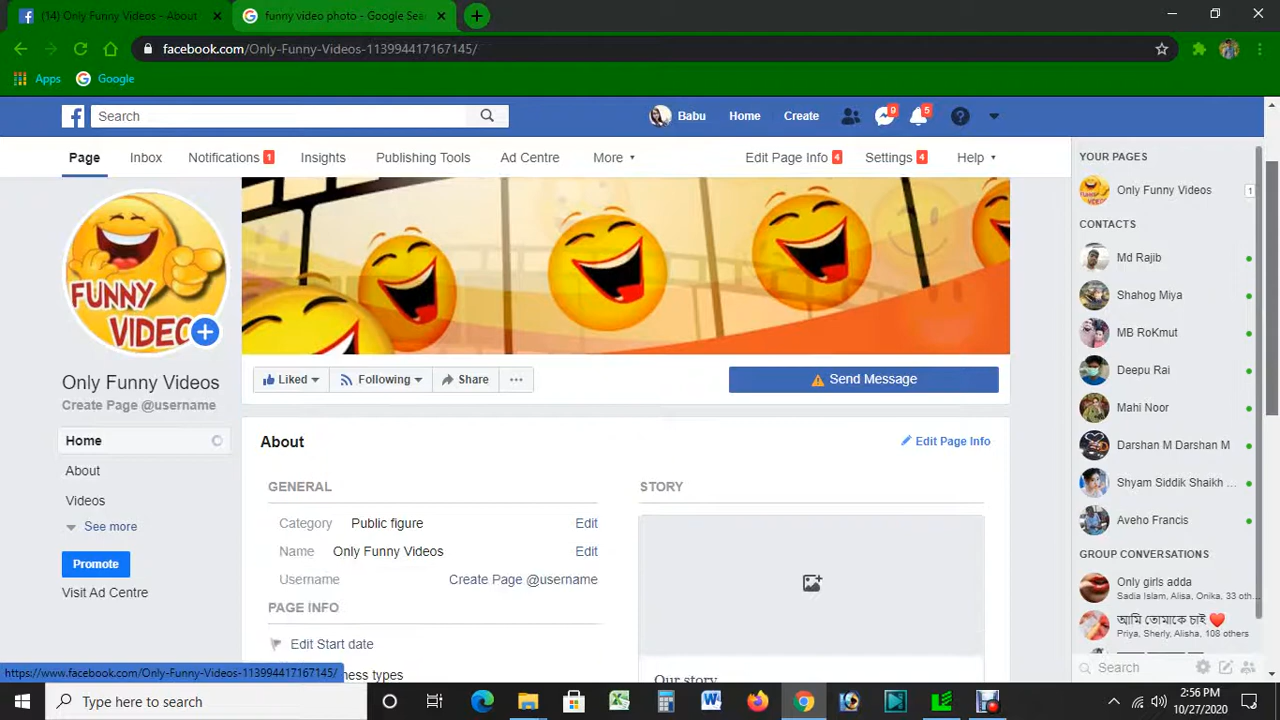 (14) Only Funny Videos - About
funny video photo - Google Sea
facebook.com/Only-Funny-Videos-113994417167145/
Apps Google
Search
Babu Home Create 9 5
Page Inbox Notifications 1 Insights Publishing Tools Ad Centre More Edit Page Info 4 Settings 4 Help
FUNNY
VIDEO
Only Funny Videos
Create Page @username
Home
About
Videos
See more
Promote
Visit Ad Centre
Liked Following Share ... Send Message
About Edit Page Info
GENERAL
Category Public figure Edit
Name Only Funny Videos Edit
Username Create Page @username
PAGE INFO
Edit Start date
ness types
STORY
Our story
YOUR PAGES
Only Funny Videos 1
CONTACTS
Md Rajib
Shahog Miya
MB RoKmut
Deepu Rai
Mahi Noor
Darshan M Darshan M
Shyam Siddik Shaikh ...
Aveho Francis
GROUP CONVERSATIONS
Only girls adda
Sadia Islam, Alisa, Onika, 33 oth...
আমি তোমাকে চাই ❤️
Priya, Sherly, Alisha, 108 others
Search
https://www.facebook.com/Only-Funny-Videos-113994417167145/
Type here to search
2:56 PM
10/27/2020